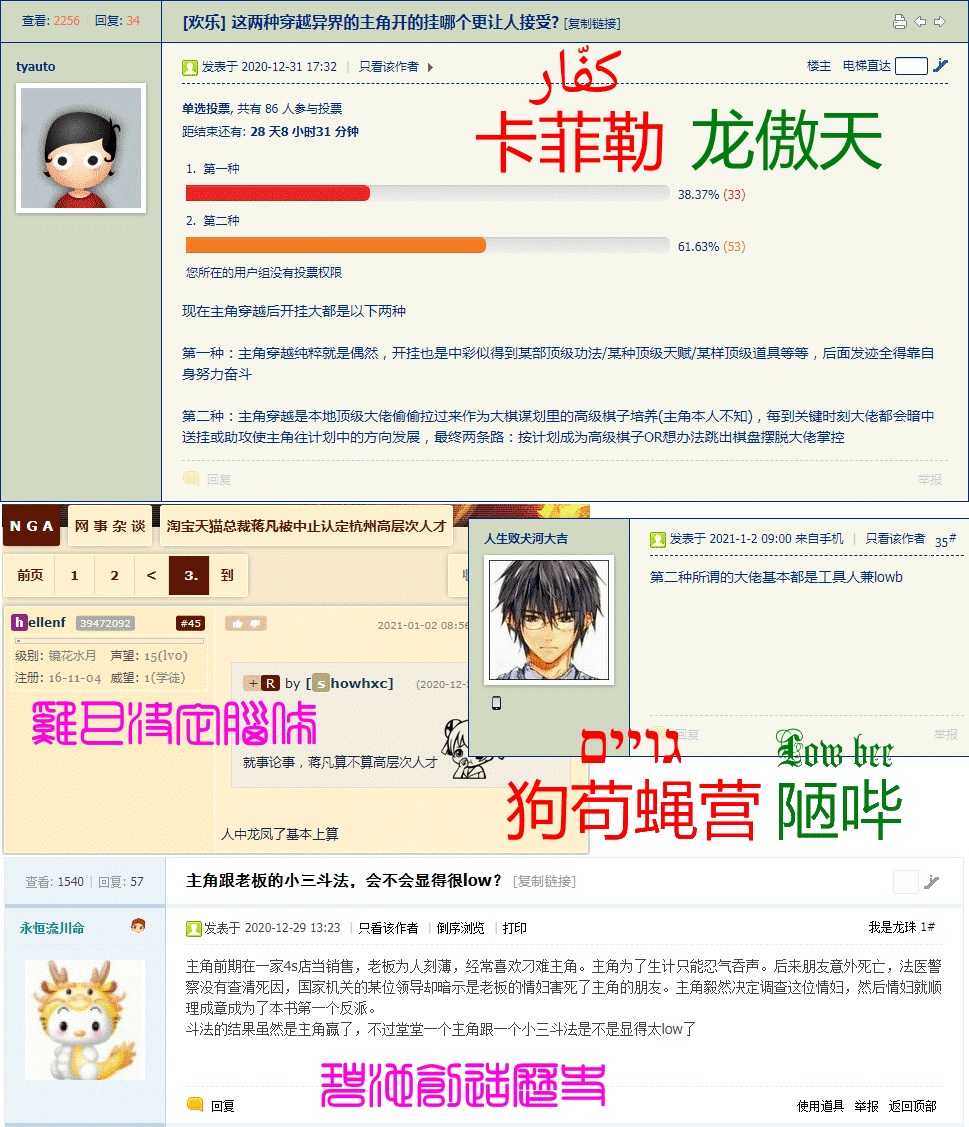 查看: 2256 | 回复: 34
[欢乐] 这两种穿越异界的主角开的挂哪个更让人接受? [复制链接]
tyauto
发表于 2020-12-31 17:32 | 只看该作者
楼主 电梯直达
كفّار
卡菲勒 龙傲天
单选投票, 共有 86 人参与投票
距结束还有: 28 天8 小时31 分钟
1. 第一种
38.37% (33)
2. 第二种
61.63% (53)
您所在的用户组没有投票权限
现在主角穿越后开挂大都是以下两种
第一种：主角穿越纯粹就是偶然，开挂也是中彩似得到某部顶级功法/某种顶级天赋/某样顶级道具等等，后面发迹全得靠自
身努力奋斗
第二种：主角穿越是本地顶级大佬偷偷拉过来作为大棋谋划里的高级棋子培养(主角本人不知)，每到关键时刻大佬都会暗中
送挂或助攻使主角往计划中的方向发展，最终两条路：按计划成为高级棋子OR想办法跳出棋盘摆脱大佬掌控
回复
举报
NGA 网事杂谈 淘宝天猫总裁蒋凡被中止认定杭州高层次人才
前页 1 2 < 3. 到
hellenf 39472092 #45
级别: 镜花水月 声望: 15(lv0)
注册: 16-11-04 威望: 1(学徒)
2021-01-02 08:56
+ R by [showhxc] (2020-12-
就事论事，蒋凡算不算高层次人才
人中龙凤了基本上算
人生败犬河大吉
发表于 2021-1-2 09:00 来自手机 | 只看该作者 35#
第二种所谓的大佬基本都是工具人兼lowb
回复
举报
גויים
Low bee
狗苟蝇营 陋哔
查看: 1540 | 回复: 57
主角跟老板的小三斗法，会不会显得很low？ [复制链接]
永恒流川命
发表于 2020-12-29 13:23 | 只看该作者 | 倒序浏览 | 打印
我是龙珠 1#
主角前期在一家4s店当销售，老板为人刻薄，经常喜欢刁难主角。主角为了生计只能忍气吞声。后来朋友意外死亡，法医警
察没有查清死因，国家机关的某位领导却暗示是老板的情妇害死了主角的朋友。主角毅然决定调查这位情妇，然后情妇就顺
理成章成为了本书第一个反派。
斗法的结果虽然是主角赢了，不过堂堂一个主角跟一个小三斗法是不是显得太low了
碧池創造歷史
回复
使用道具 举报 返回顶部